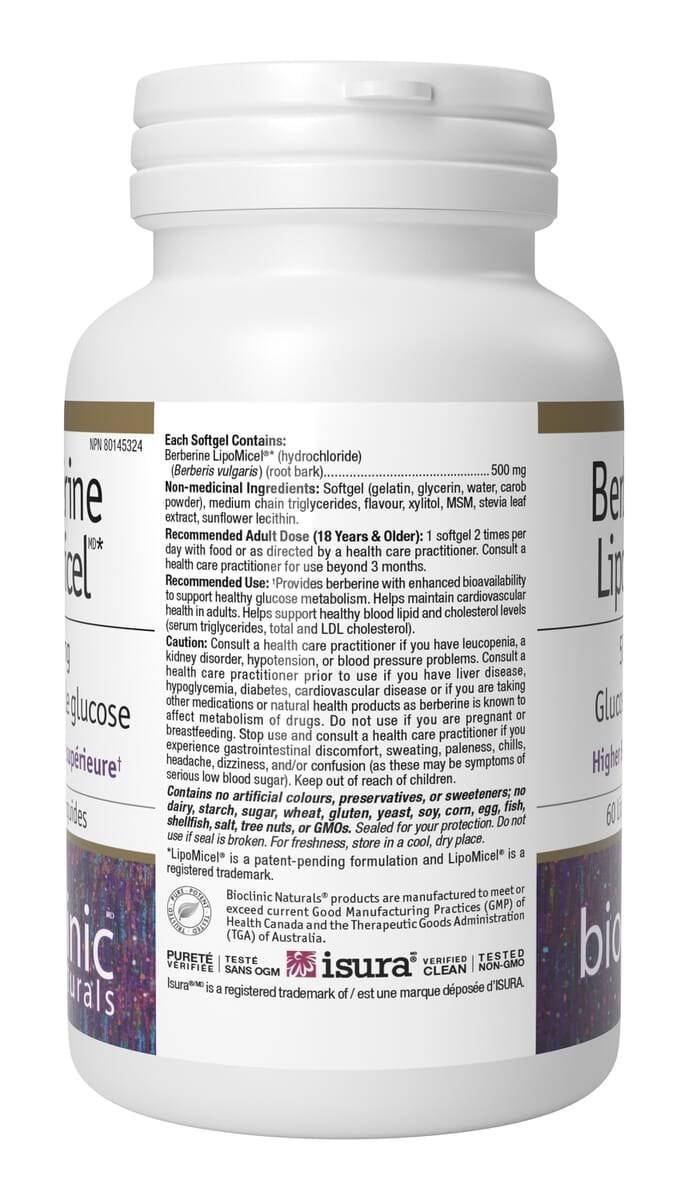 NPN 80145324
rine
icel MD*
e glucose
supérieure†
Each Softgel Contains:
Berberine LipoMicel®* (hydrochloride)
(Berberis vulgaris) (root bark)................................................500 mg
Non-medicinal Ingredients: Softgel (gelatin, glycerin, water, carob
powder), medium chain triglycerides, flavour, xylitol, MSM, stevia leaf
extract, sunflower lecithin.
Recommended Adult Dose (18 Years & Older): 1 softgel 2 times per
day with food or as directed by a health care practitioner. Consult a
health care practitioner for use beyond 3 months.
Recommended Use: †Provides berberine with enhanced bioavailability
to support healthy glucose metabolism. Helps maintain cardiovascular
health in adults. Helps support healthy blood lipid and cholesterol levels
(serum triglycerides, total and LDL cholesterol).
Caution: Consult a health care practitioner if you have leucopenia, a
kidney disorder, hypotension, or blood pressure problems. Consult a
health care practitioner prior to use if you have liver disease,
hypoglycemia, diabetes, cardiovascular disease or if you are taking
other medications or natural health products as berberine is known to
affect metabolism of drugs. Do not use if you are pregnant or
breastfeeding. Stop use and consult a health care practitioner if you
experience gastrointestinal discomfort, sweating, paleness, chills,
headache, dizziness, and/or confusion (as these may be symptoms of
serious low blood sugar). Keep out of reach of children.
Contains no artificial colours, preservatives, or sweeteners; no
dairy, starch, sugar, wheat, gluten, yeast, soy, corn, egg, fish,
shellfish, salt, tree nuts, or GMOs. Sealed for your protection. Do not
use if seal is broken. For freshness, store in a cool, dry place.
*LipoMicel® is a patent-pending formulation and LipoMicel® is a
registered trademark.
PURE · POTENT · TESTED · TRUSTED
Bioclinic Naturals® products are manufactured to meet or
exceed current Good Manufacturing Practices (GMP) of
Health Canada and the Therapeutic Goods Administration
(TGA) of Australia.
PURETÉ VÉRIFIÉE | TESTÉ SANS OGM isura® VERIFIED CLEAN | TESTED NON-GMO
Isura®/MD is a registered trademark of / est une marque déposée d'ISURA.
inic MD
urals
Ber
Lip
5
Gluco
Higher
60 Li
bio